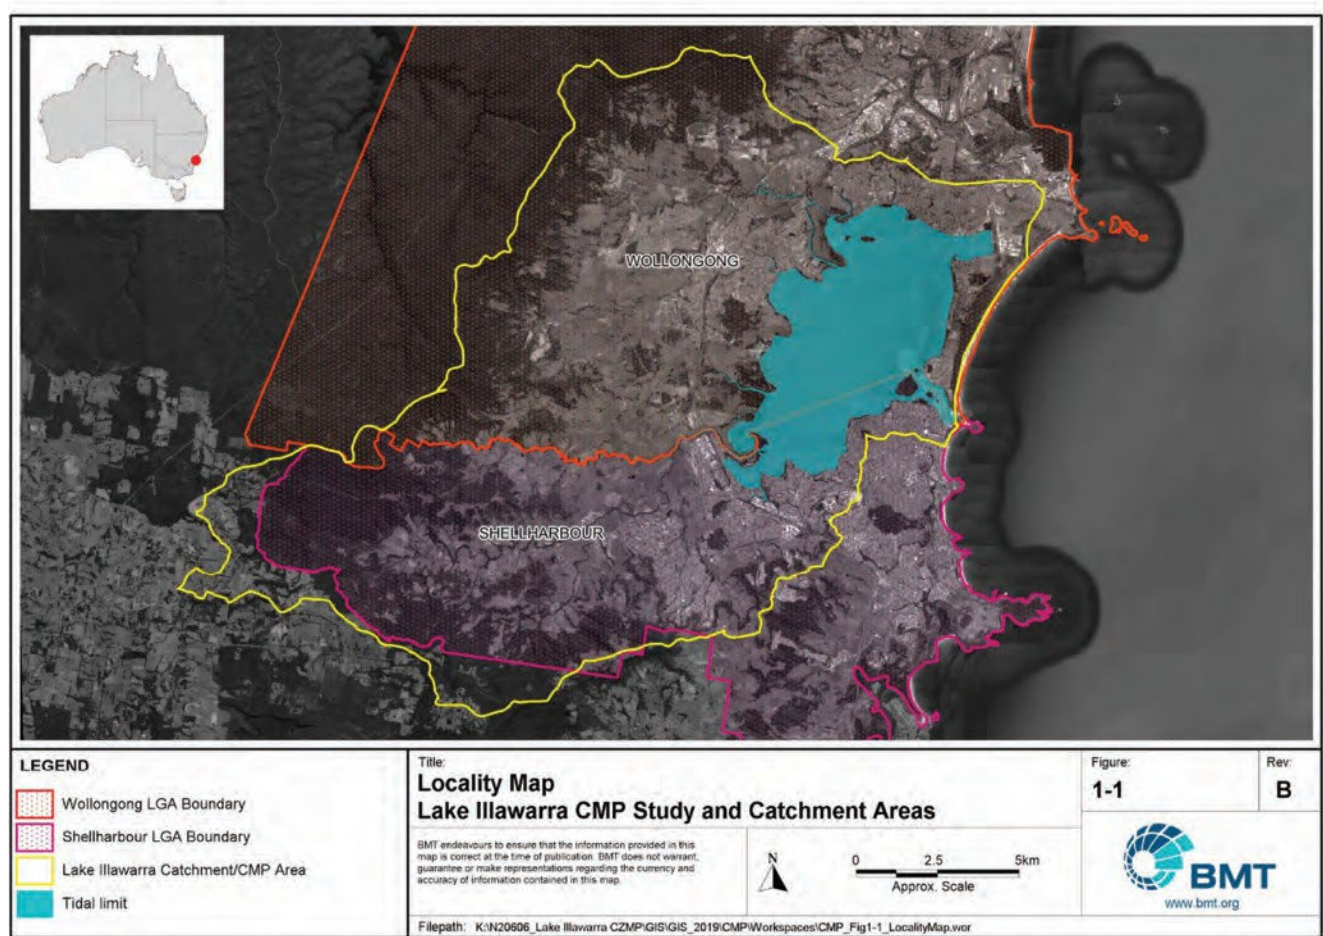 WOLLONGONG
SHELLHARBOUR
LEGEND
Wollongong LGA Boundary
Shellharbour LGA Boundary
Lake Illawarra Catchment/CMP Area
Tidal limit
Title:
Locality Map
Lake Illawarra CMP Study and Catchment Areas
BMT endeavours to ensure that the information provided in this
map is correct at the time of publication. BMT does not warrant,
guarantee or make representations regarding the currency and
accuracy of information contained in this map.
N
0 2.5 5km
Approx. Scale
Filepath: K:\N20606_Lake Illawarra CZMP\GIS\GIS_2019\CMP\Workspaces\CMP_Fig1-1_LocalityMap.wor
Figure:
1-1
Rev:
B
BMT
www.bmt.org